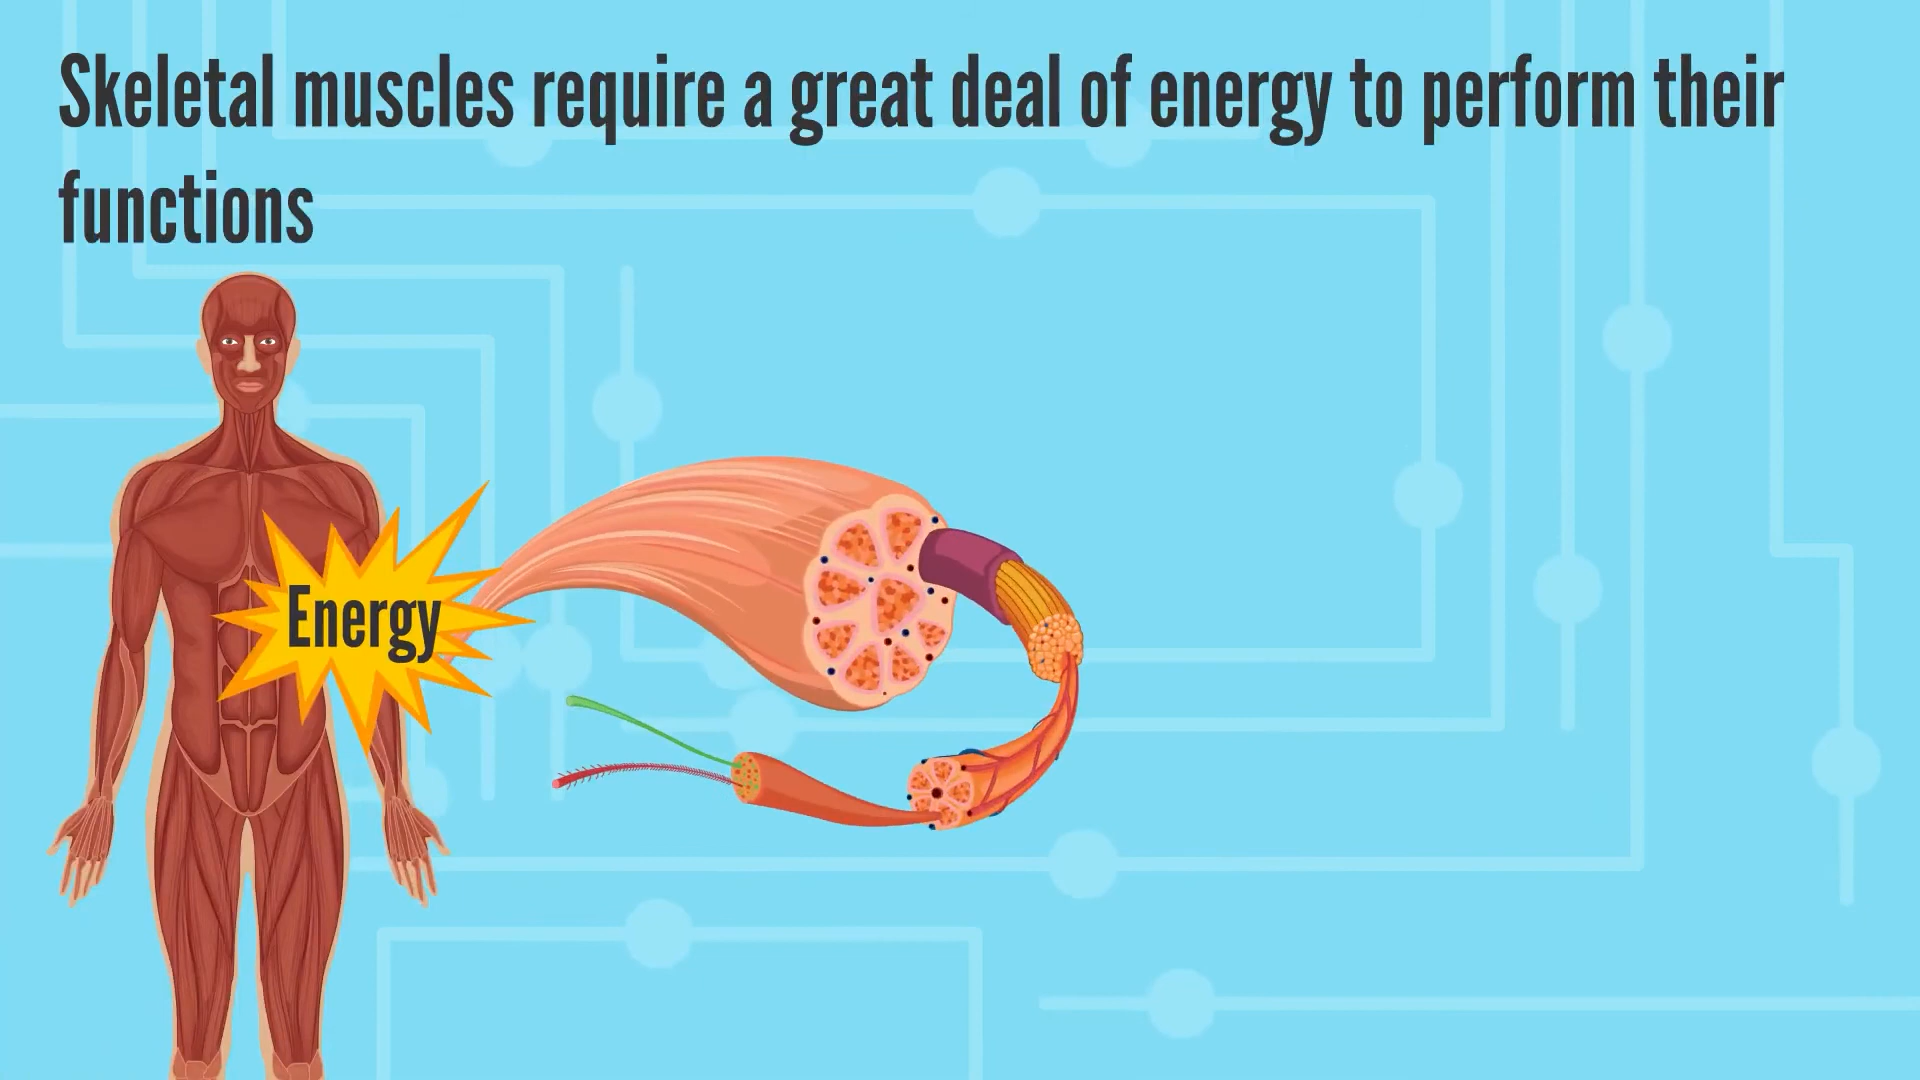 Skeletal muscles require a great deal of energy to perform their
functions
Energy